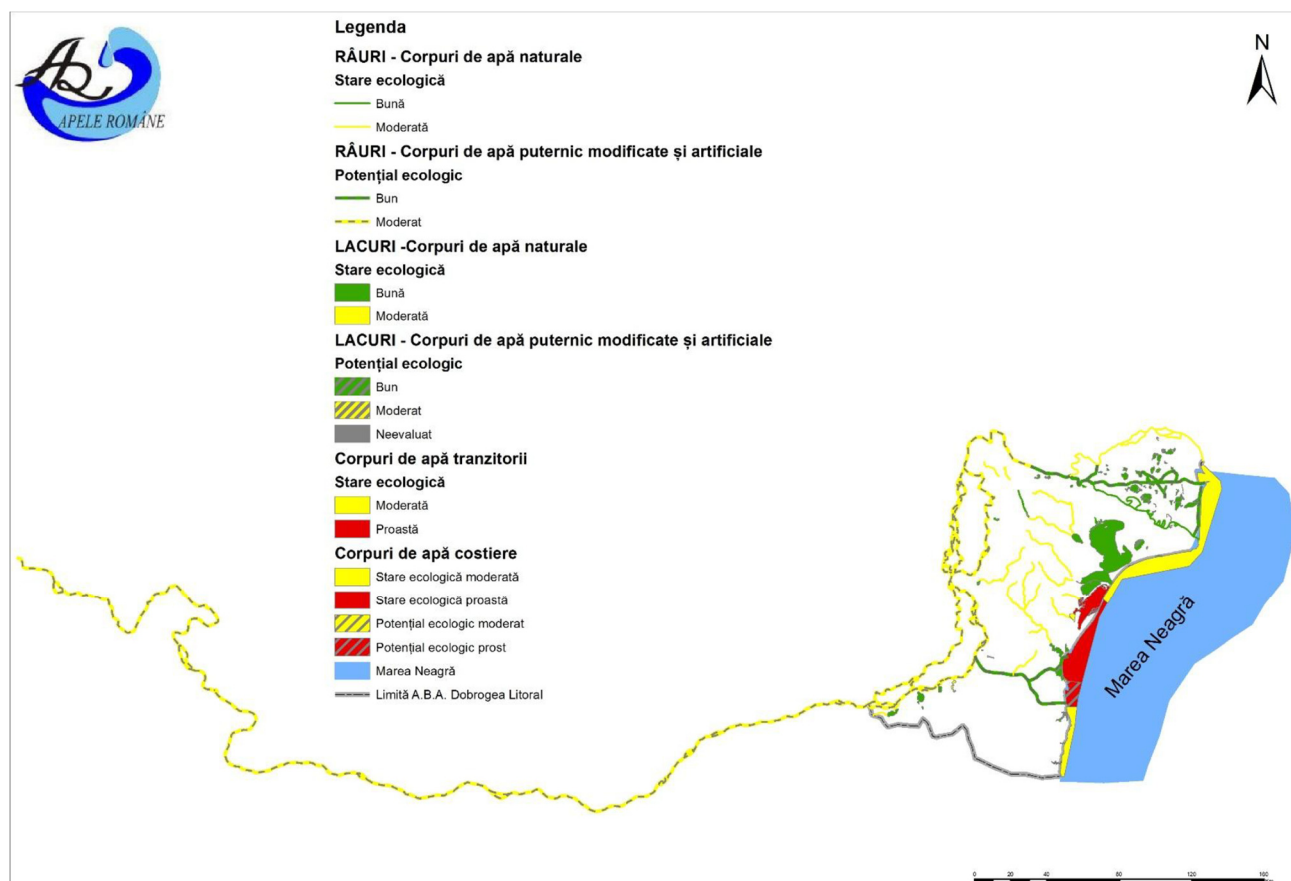 APELE ROMÂNE
Legenda
RÂURI - Corpuri de apă naturale
Stare ecologică
Bună
Moderată
RÂURI - Corpuri de apă puternic modificate și artificiale
Potențial ecologic
Bun
Moderat
LACURI -Corpuri de apă naturale
Stare ecologică
Bună
Moderată
LACURI - Corpuri de apă puternic modificate și artificiale
Potențial ecologic
Bun
Moderat
Neevaluat
Corpuri de apă tranzitorii
Stare ecologică
Moderată
Proastă
Corpuri de apă costiere
Stare ecologică moderată
Stare ecologică proastă
Potențial ecologic moderat
Potențial ecologic prost
Marea Neagră
Limită A.B.A. Dobrogea Litoral
N
Marea Neagră
0 20 40 80 120 160